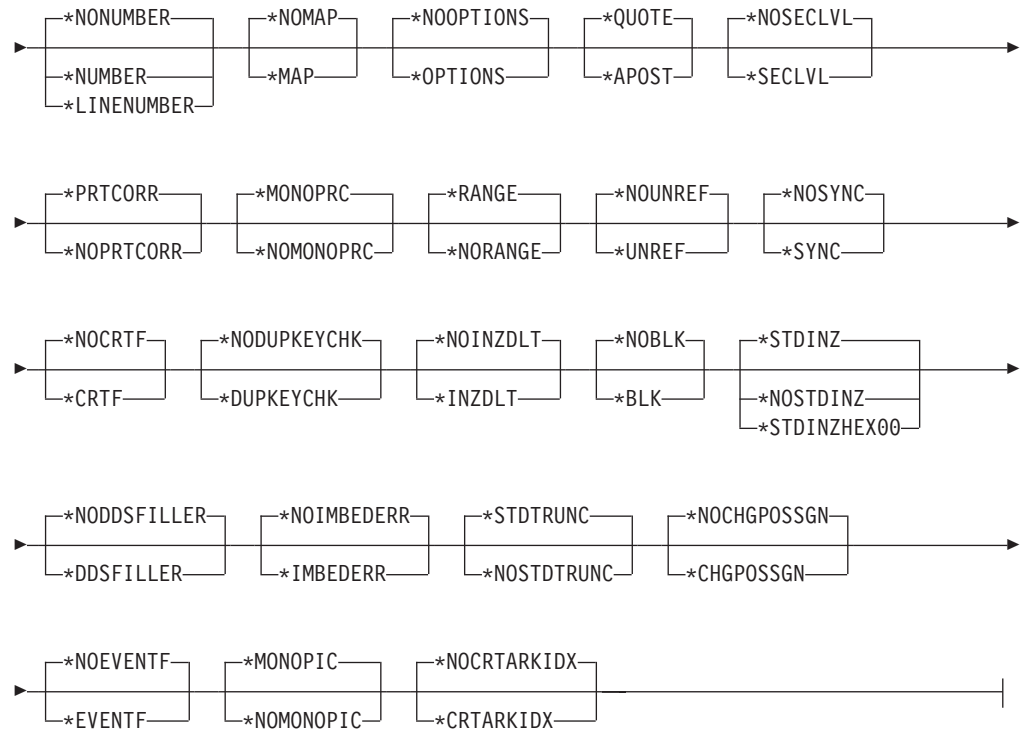 *NONUMBER *NOMAP *NOOPTIONS *QUOTE *NOSECLVL
*NUMBER *MAP *OPTIONS *APOST *SECLVL
*LINENUMBER
*PRTCORR *MONOPRC *RANGE *NOUNREF *NOSYNC
*NOPRTCORR *NOMONOPRC *NORANGE *UNREF *SYNC
*NOCRTF *NODUPKEYCHK *NOINZDLT *NOBLK *STDINZ
*CRTF *DUPKEYCHK *INZDLT *BLK *NOSTDINZ
*STDINZHEX00
*NODDSFILLER *NOIMBEDERR *STDTRUNC *NOCHGPOSSGN
*DDSFILLER *IMBEDERR *NOSTDTRUNC *CHGPOSSGN
*NOEVENTF *MONOPIC *NOCRTARKIDX
*EVENTF *NOMONOPIC *CRTARKIDX